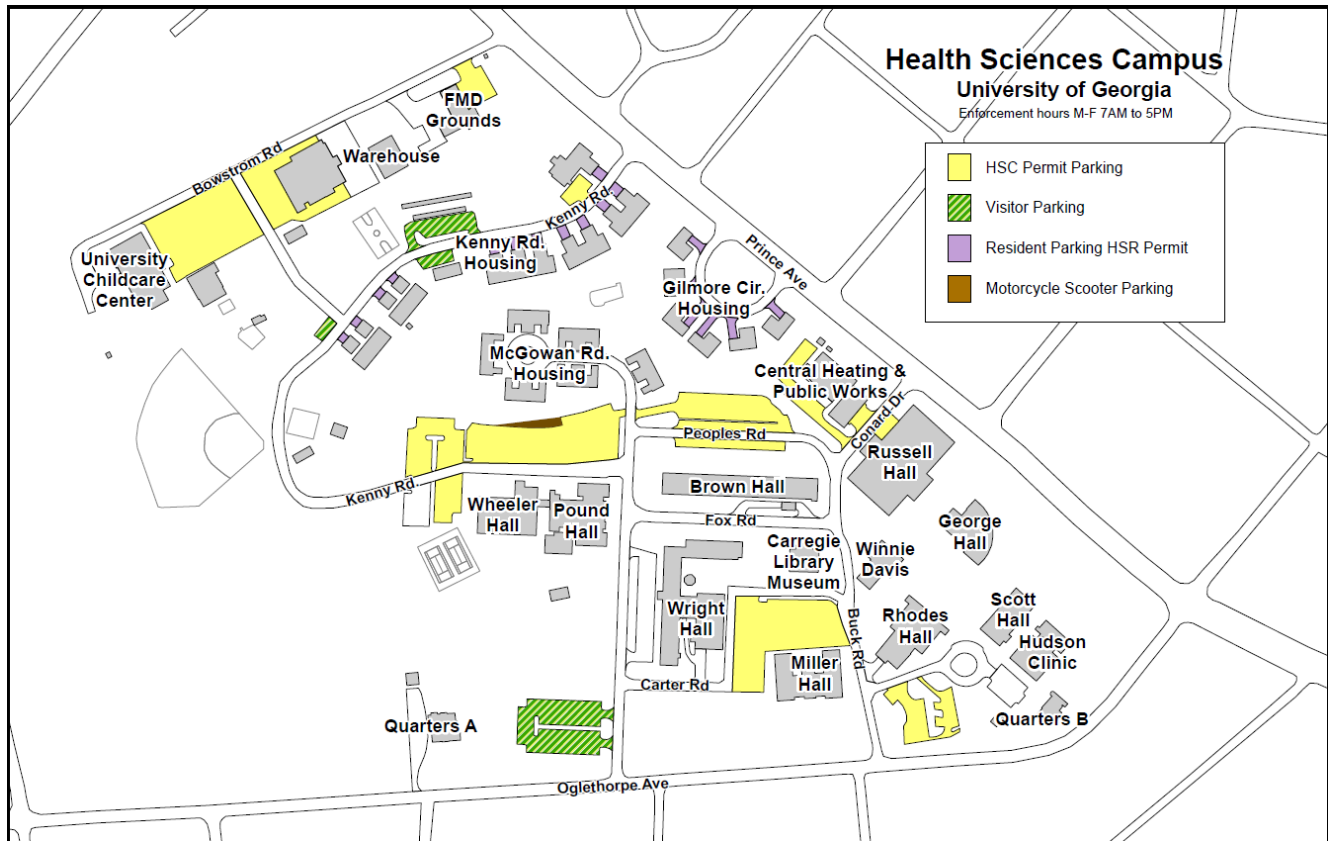 Health Sciences Campus
University of Georgia
Enforcement hours M-F 7AM to 5PM
HSC Permit Parking
Visitor Parking
Resident Parking HSR Permit
Motorcycle Scooter Parking
FMD
Grounds
Warehouse
Bowstrom Rd
University
Childcare
Center
Kenny Rd.
Kenny Rd.
Housing
Prince Ave
Gilmore Cir.
Housing
McGowan Rd.
Housing
Central Heating &
Public Works
Conard Dr
Peoples Rd
Russell
Hall
Kenny Rd.
Wheeler
Hall
Pound
Hall
Brown Hall
Fox Rd
George
Hall
Carregie
Library
Museum
Winnie
Davis
Wright
Hall
Buck Rd
Rhodes
Hall
Scott
Hall
Hudson
Clinic
Miller
Hall
Carter Rd
Quarters A
Quarters B
Oglethorpe Ave